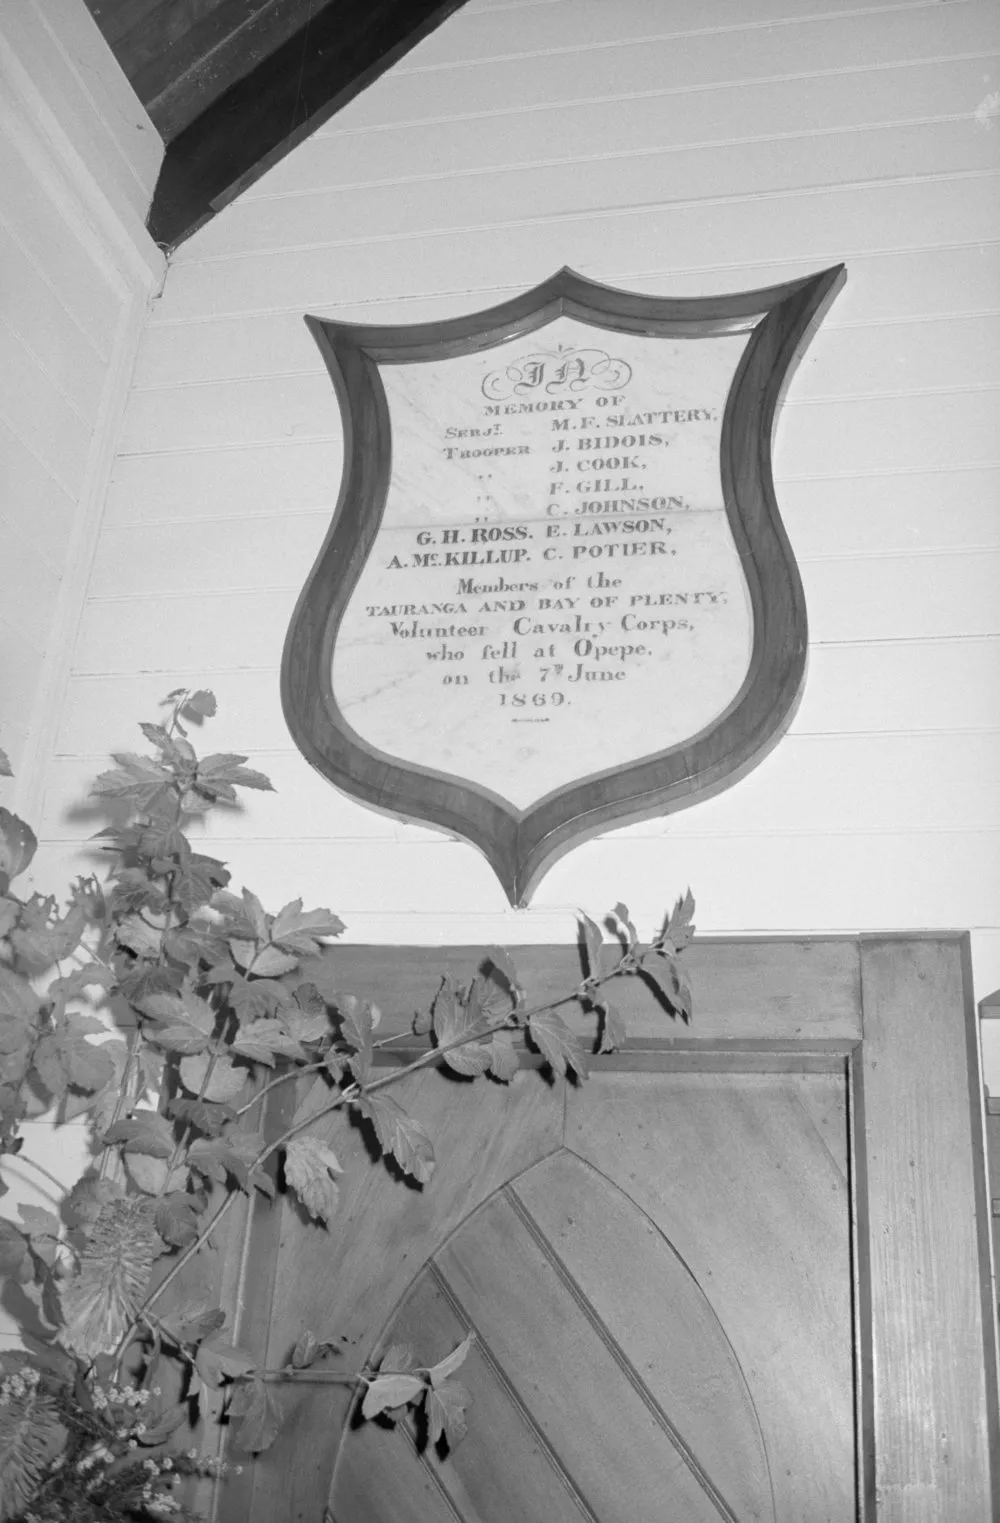 IN
MEMORY OF
SERJT. M. F. SLATTERY,
TROOPER J. BIDOIS,
,, J. COOK,
,, F. GILL,
,, C. JOHNSON,
G. H. ROSS. E. LAWSON,
A. Mc. KILLUP. C. POTIER,
Members of the
TAURANGA AND BAY OF PLENTY,
Volunteer Cavalry Corps,
who fell at Opepe,
on the 7TH June
1869.